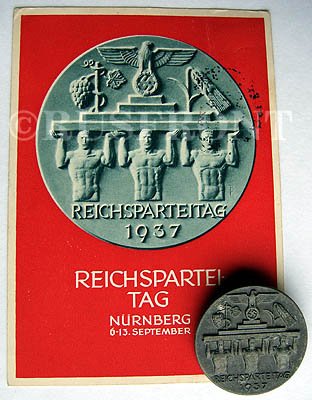 REICHSPARTEITAG
1937
REICHSPARTEI-
TAG
NÜRNBERG
6-13. SEPTEMBER
REICHSPARTEITAG
1937